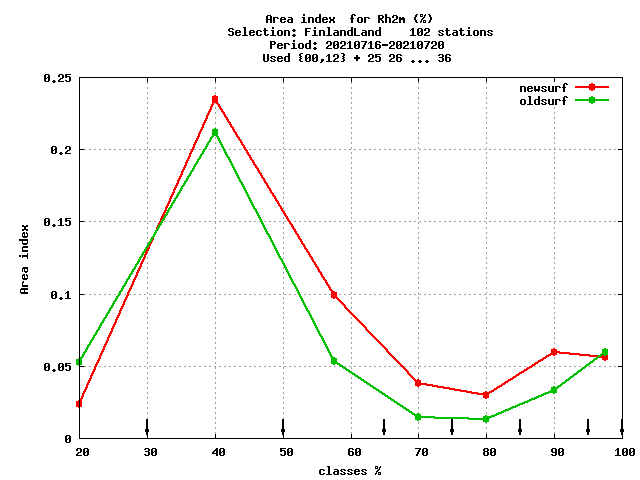 Area index  for Rh2m (%)
Selection: FinlandLand    102 stations
Period: 20210716-20210720
Used {00,12} + 25 26 ... 36
newsurf
oldsurf
0.25
0.2
0.15
0.1
0.05
0
Area index
20 30 40 50 60 70 80 90 100
classes %